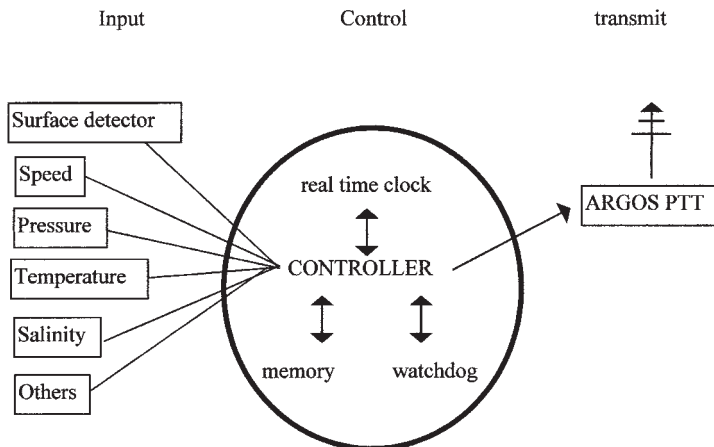 Input Control transmit
Surface detector
Speed
Pressure
Temperature
Salinity
Others
real time clock
CONTROLLER
memory watchdog
ARGOS PTT